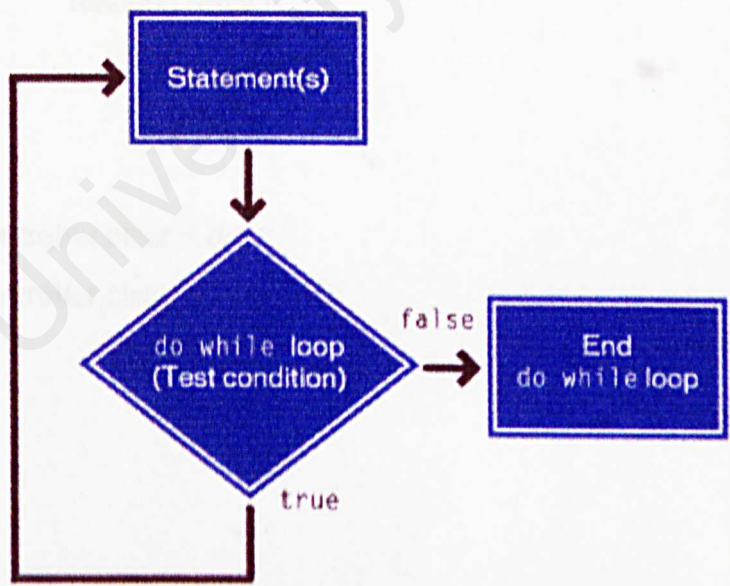 Statement(s)
do while loop
(Test condition)
false
End
do while loop
true